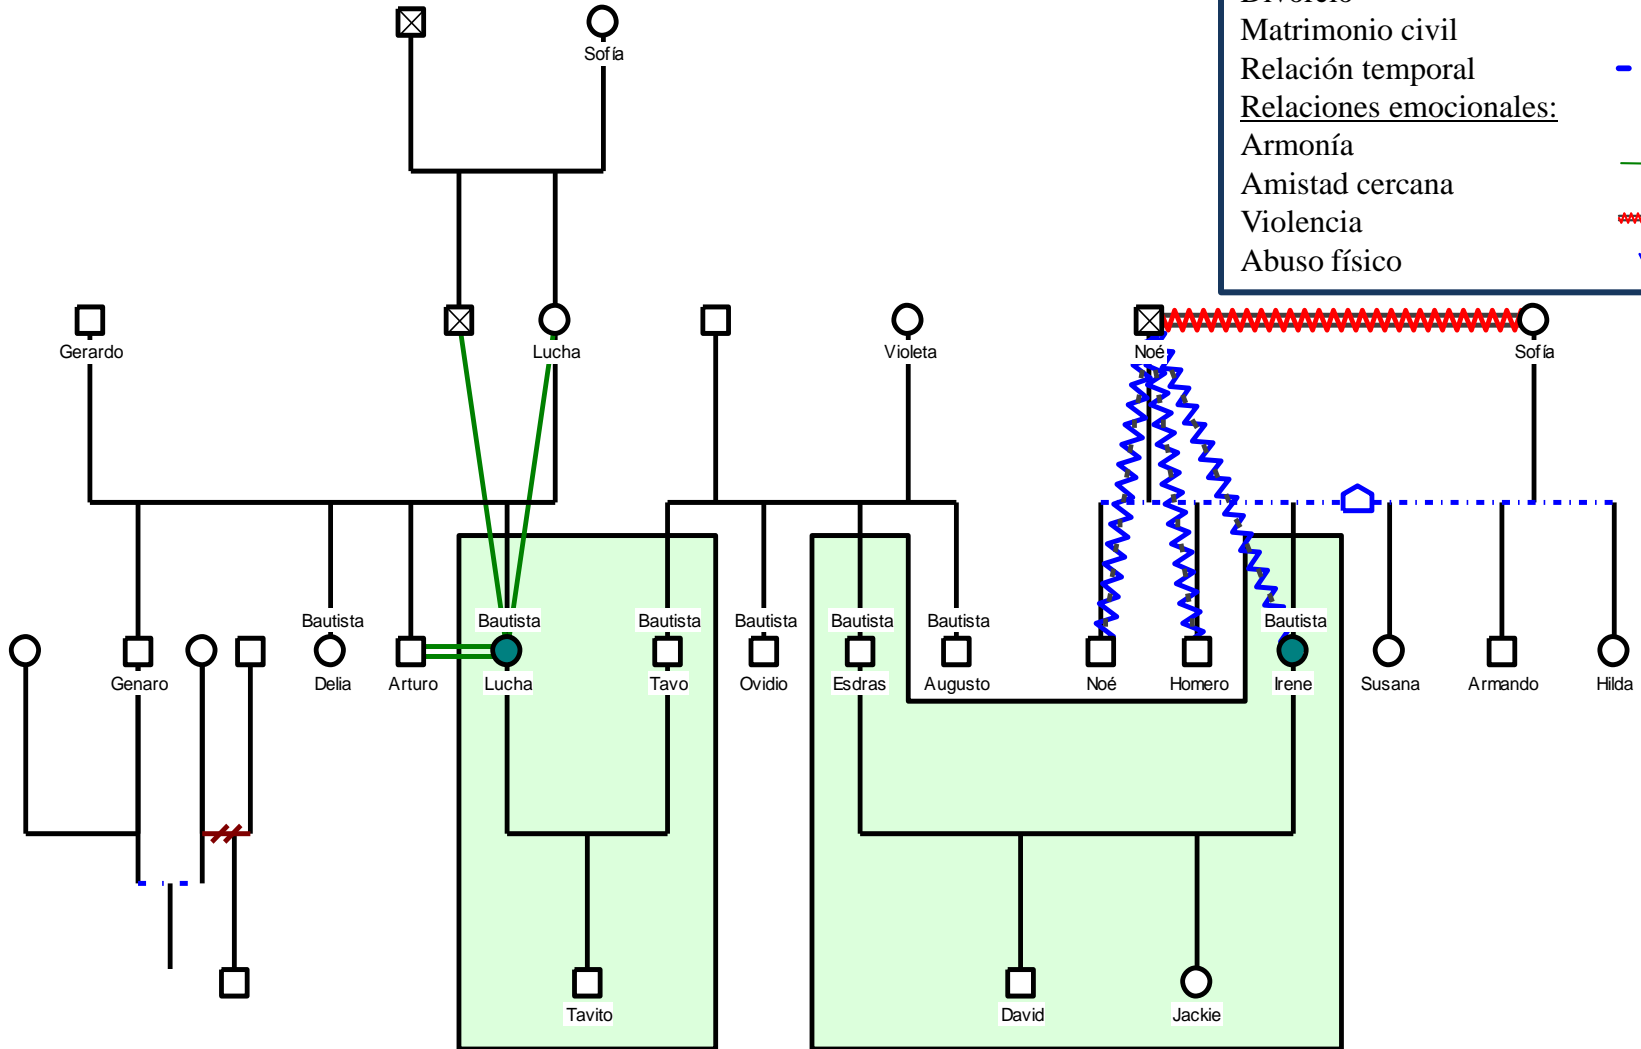 Divorcio
Matrimonio civil
Relación temporal
Relaciones emocionales:
Armonía
Amistad cercana
Violencia
Abuso físico
Sofía
Gerardo
Lucha
Violeta
Noé
Sofía
Bautista
Bautista
Bautista
Bautista
Bautista
Bautista
Bautista
Genaro
Delia
Arturo
Lucha
Tavo
Ovidio
Esdras
Augusto
Noé
Homero
Irene
Susana
Armando
Hilda
Tavito
David
Jackie